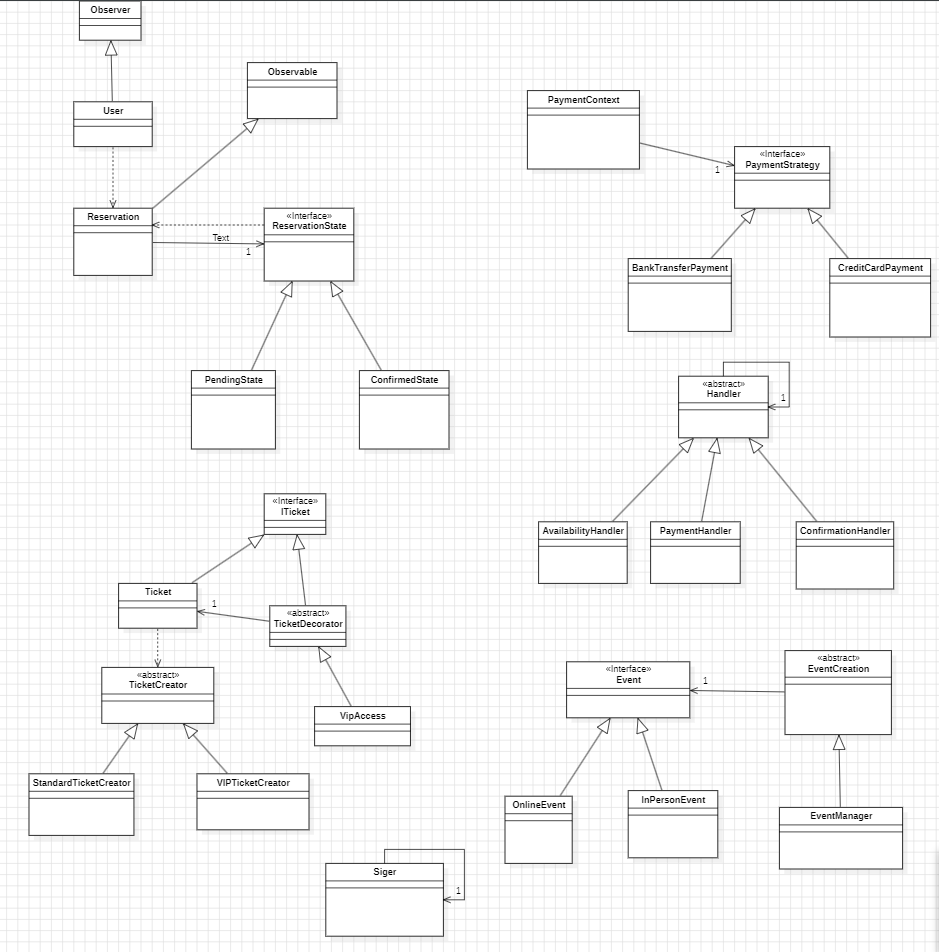 Observer
Observable
User
PaymentContext
«Interface»
PaymentStrategy
1
Reservation
«Interface»
ReservationState
Text
1
BankTransferPayment
CreditCardPayment
PendingState
ConfirmedState
«abstract»
Handler
1
«Interface»
ITicket
AvailabilityHandler
PaymentHandler
ConfirmationHandler
Ticket
1
«abstract»
TicketDecorator
«abstract»
TicketCreator
«Interface»
Event
1
«abstract»
EventCreation
VipAccess
StandardTicketCreator
VIPTicketCreator
OnlineEvent
InPersonEvent
EventManager
Siger
1